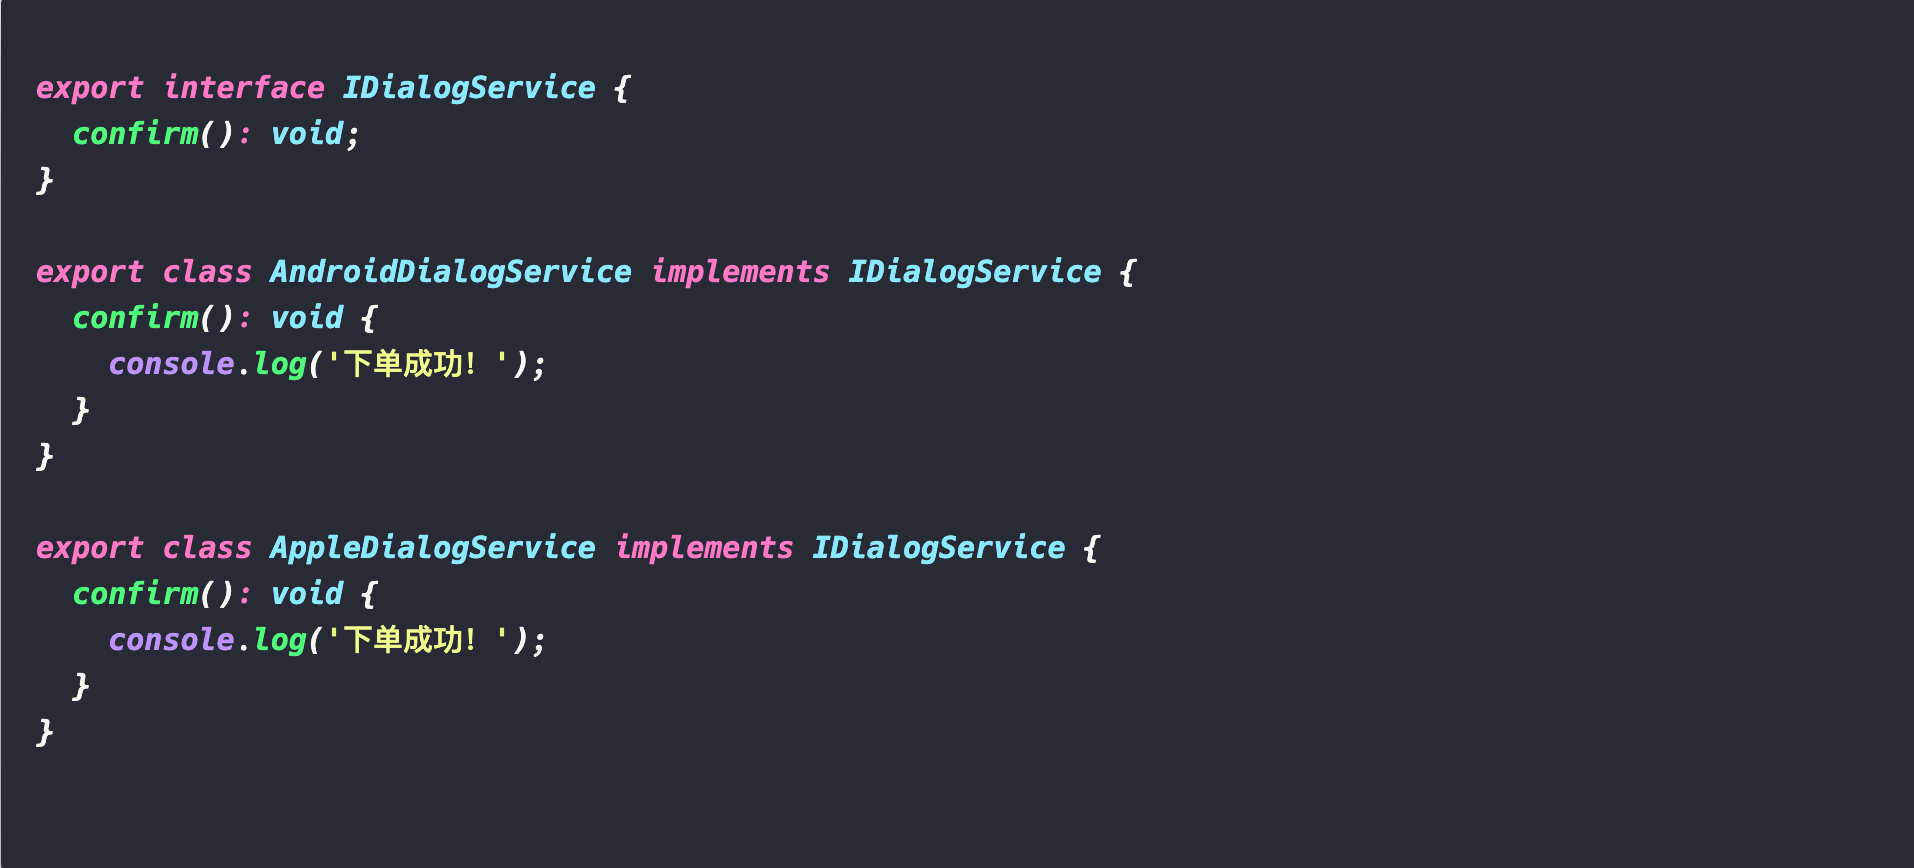 export interface IDialogService {
  confirm(): void;
}
export class AndroidDialogService implements IDialogService {
  confirm(): void {
    console.log('下单成功！');
  }
}
export class AppleDialogService implements IDialogService {
  confirm(): void {
    console.log('下单成功！');
  }
}